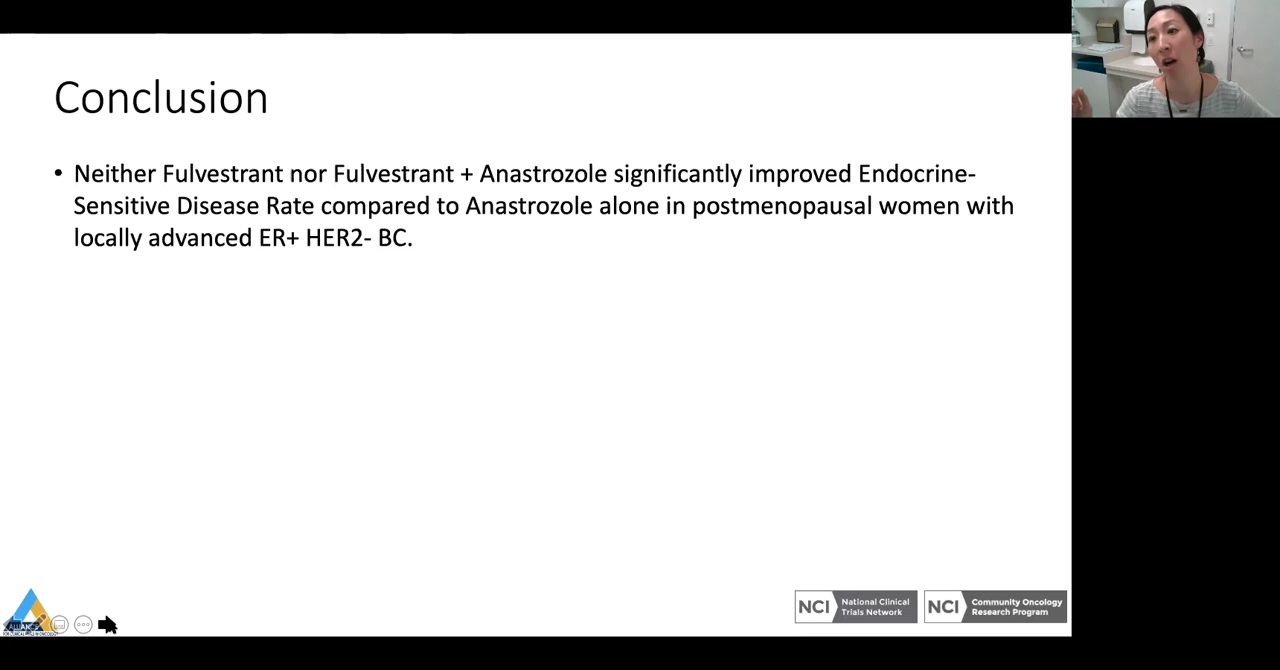 Conclusion
• Neither Fulvestrant nor Fulvestrant + Anastrozole significantly improved Endocrine-
Sensitive Disease Rate compared to Anastrozole alone in postmenopausal women with
locally advanced ER+ HER2- BC.
NCI National Clinical
Trials Network
NCI Community Oncology
Research Program